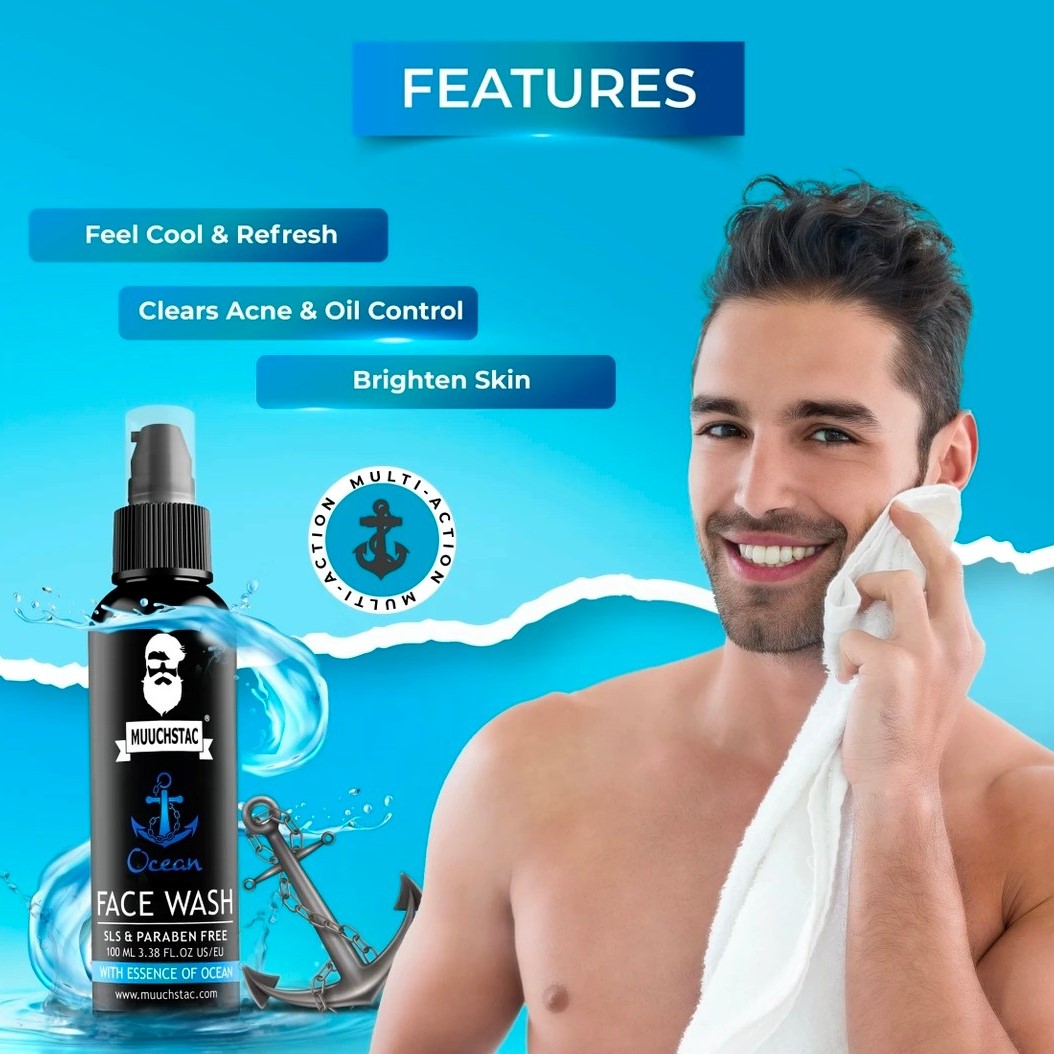 FEATURES
Feel Cool & Refresh
Clears Acne & Oil Control
Brighten Skin
MULTI-ACTION MULTI-ACTION
MUUCHSTAC®
Ocean
FACE WASH
SLS & PARABEN FREE
100 ML 3.38 FL.OZ US/EU
WITH ESSENCE OF OCEAN
www.muuchstac.com